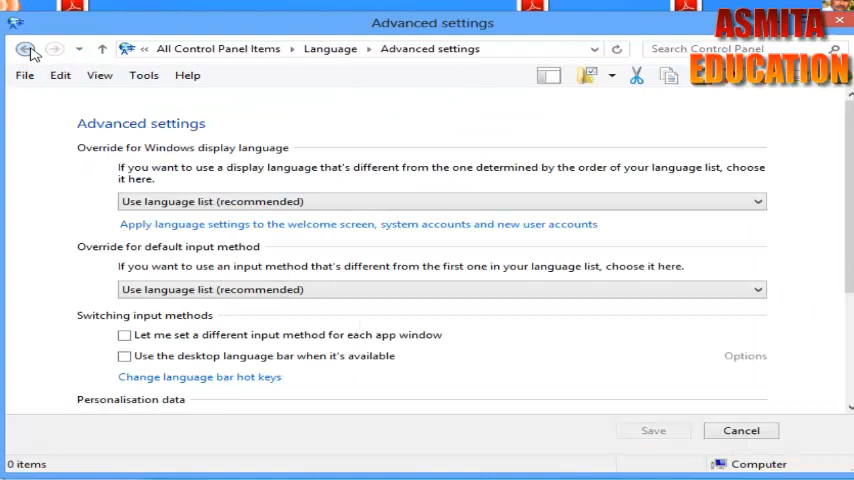 Advanced settings
ASMITA
EDUCATION
All Control Panel Items
Language
Advanced settings
Search Control Panel
File
Edit
View
Tools
Help
Advanced settings
Override for Windows display language
If you want to use a display language that's different from the one determined by the order of your language list, choose
it here.
Use language list (recommended)
Apply language settings to the welcome screen, system accounts and new user accounts
Override for default input method
If you want to use an input method that's different from the first one in your language list, choose it here.
Use language list (recommended)
Switching input methods
Let me set a different input method for each app window
Use the desktop language bar when it's available
Options
Change language bar hot keys
Personalisation data
Save
Cancel
0 items
Computer